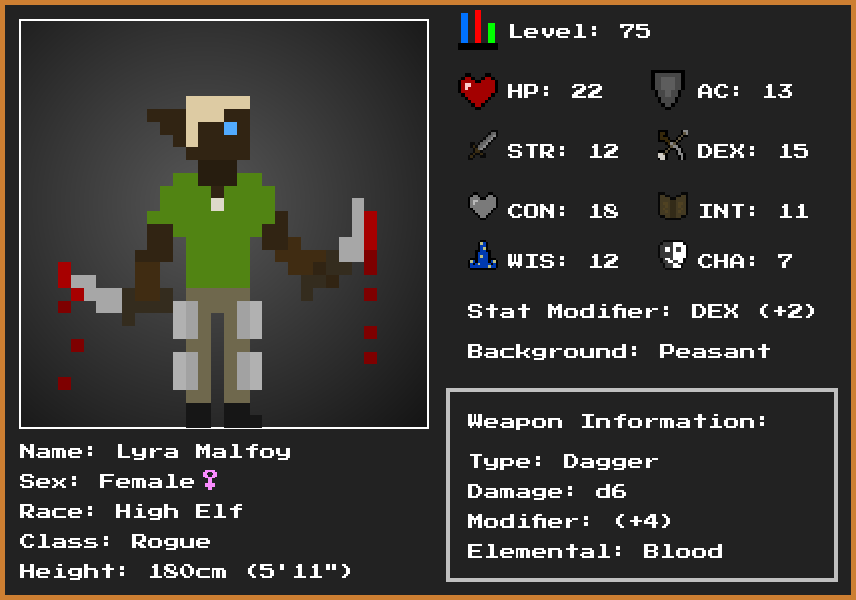 Level: 75
HP: 22
AC: 13
STR: 12
DEX: 15
CON: 18
INT: 11
WIS: 12
CHA: 7
Stat Modifier: DEX (+2)
Background: Peasant
Weapon Information:
Type: Dagger
Damage: d6
Modifier: (+4)
Elemental: Blood
Name: Lyra Malfoy
Sex: Female♀
Race: High Elf
Class: Rogue
Height: 180cm (5'11")